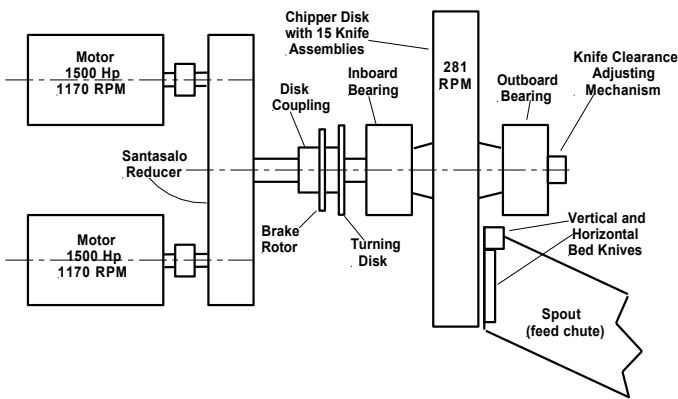 Chipper Disk
with 15 Knife
Assemblies
Motor
1500 Hp
1170 RPM
281
RPM
Knife Clearance
Adjusting
Mechanism
Inboard
Bearing
Outboard
Bearing
Disk
Coupling
Santasalo
Reducer
Brake
Rotor
Turning
Disk
Vertical and
Horizontal
Bed Knives
Motor
1500 Hp
1170 RPM
Spout
(feed chute)